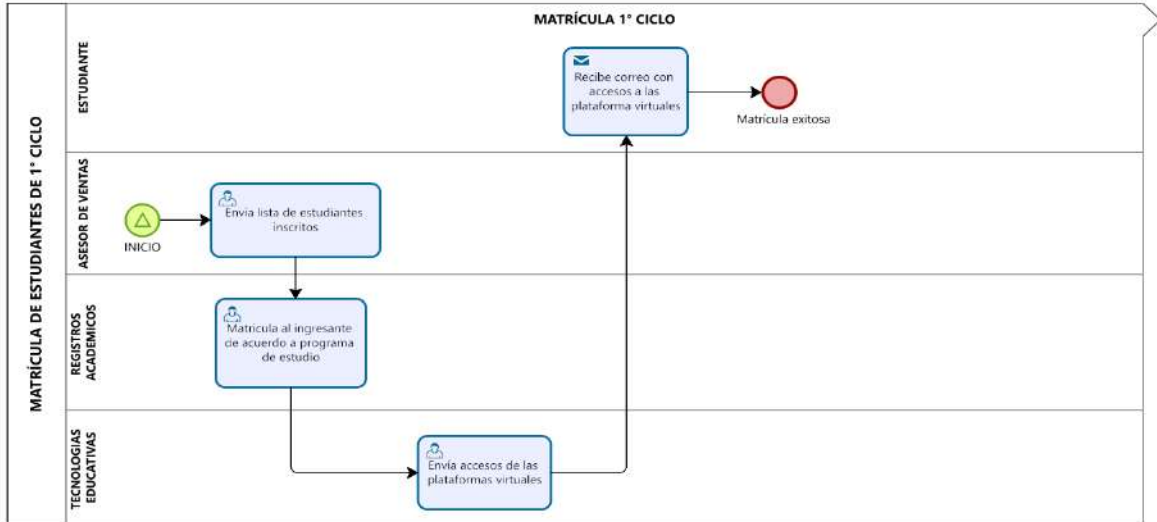 MATRÍCULA DE ESTUDIANTES DE 1° CICLO
MATRÍCULA 1° CICLO
ESTUDIANTE
Recibe correo con
accesos a las
plataforma virtuales
Matrícula exitosa
ASESOR DE VENTAS
INICIO
Envía lista de estudiantes
inscritos
REGISTROS
ACADEMICOS
Matricula al ingresante
de acuerdo a programa
de estudio
TECNOLOGIAS
EDUCATIVAS
Envía accesos de las
plataformas virtuales